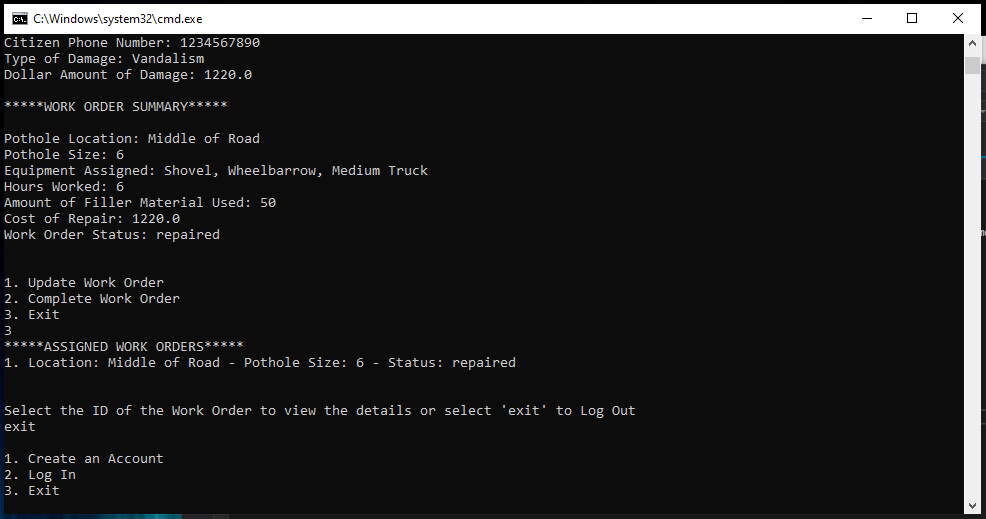 C:\Windows\system32\cmd.exe
Citizen Phone Number: 1234567890
Type of Damage: Vandalism
Dollar Amount of Damage: 1220.0
*****WORK ORDER SUMMARY*****
Pothole Location: Middle of Road
Pothole Size: 6
Equipment Assigned: Shovel, Wheelbarrow, Medium Truck
Hours Worked: 6
Amount of Filler Material Used: 50
Cost of Repair: 1220.0
Work Order Status: repaired
1. Update Work Order
2. Complete Work Order
3. Exit
3
*****ASSIGNED WORK ORDERS*****
1. Location: Middle of Road - Pothole Size: 6 - Status: repaired
Select the ID of the Work Order to view the details or select 'exit' to Log Out
exit
1. Create an Account
2. Log In
3. Exit